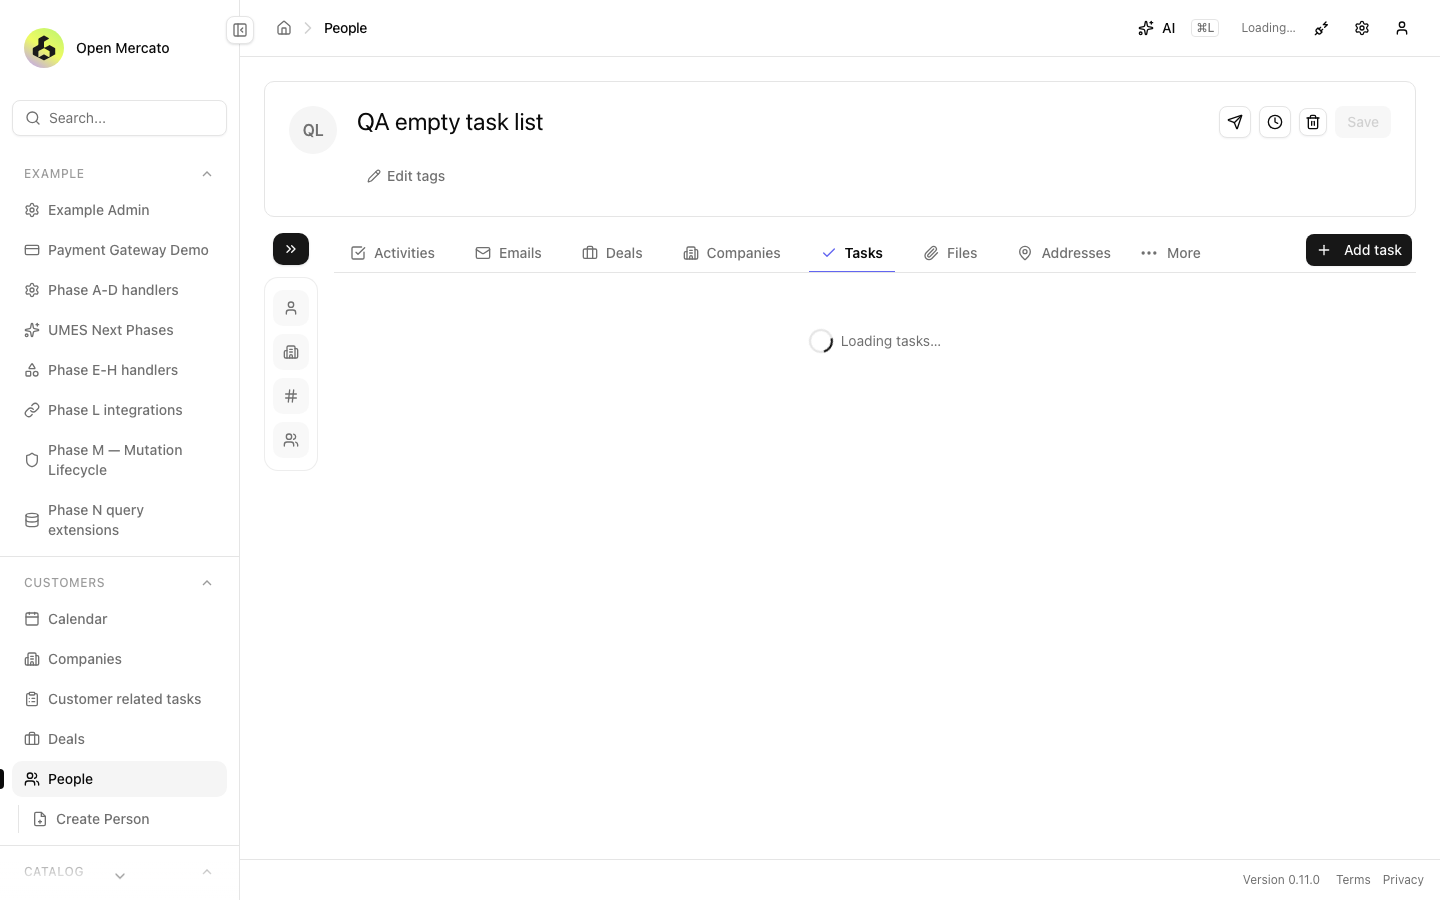 Open Mercato
People
AI
⌘L
Loading...
Search...
EXAMPLE
Example Admin
Payment Gateway Demo
Phase A-D handlers
UMES Next Phases
Phase E-H handlers
Phase L integrations
Phase M — Mutation
Lifecycle
Phase N query
extensions
CUSTOMERS
Calendar
Companies
Customer related tasks
Deals
People
Create Person
CATALOG
QL
QA empty task list
Save
Edit tags
Activities
Emails
Deals
Companies
Tasks
Files
Addresses
More
Add task
Loading tasks...
Version 0.11.0
Terms
Privacy